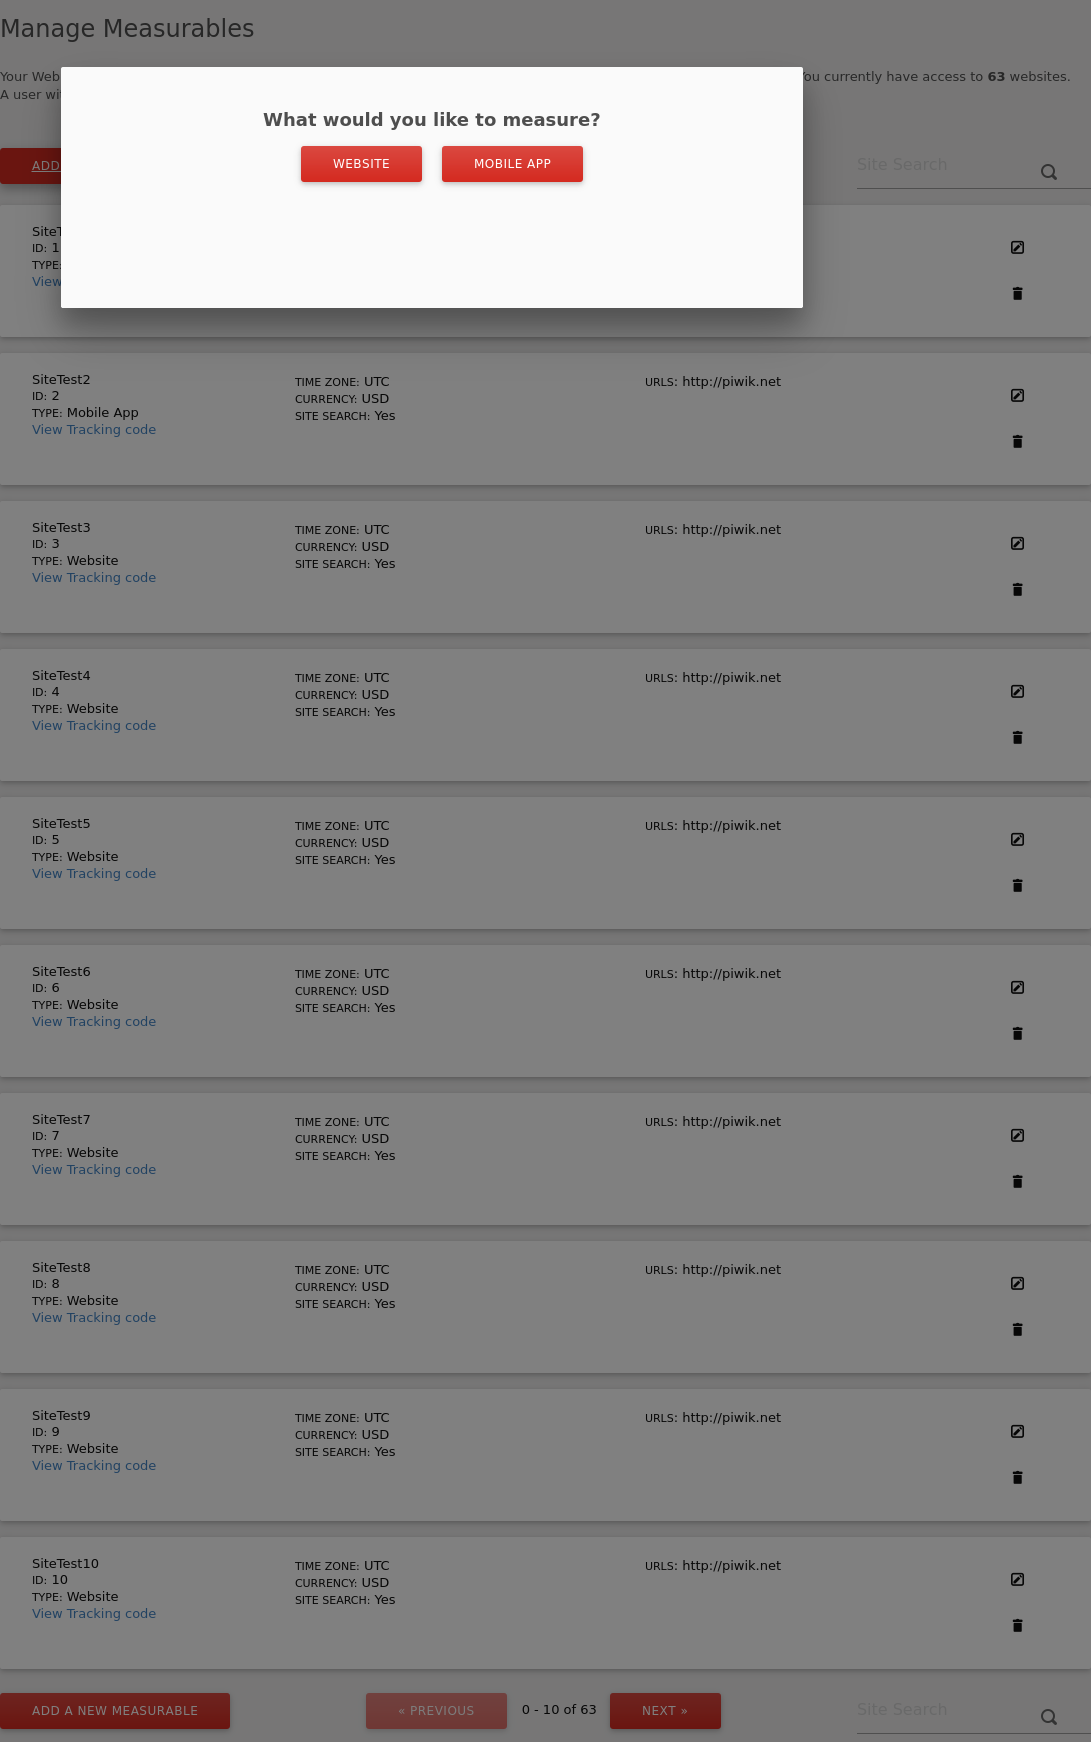 Manage Measurables
Your Web
You currently have access to 63 websites.
A user wi
What would you like to measure?
WEBSITE MOBILE APP
ADD
Site Search
SiteT
ID: 1
TYPE:
View
SiteTest2
ID: 2
TYPE: Mobile App
View Tracking code
TIME ZONE: UTC
CURRENCY: USD
SITE SEARCH: Yes
URLS: http://piwik.net
SiteTest3
ID: 3
TYPE: Website
View Tracking code
TIME ZONE: UTC
CURRENCY: USD
SITE SEARCH: Yes
URLS: http://piwik.net
SiteTest4
ID: 4
TYPE: Website
View Tracking code
TIME ZONE: UTC
CURRENCY: USD
SITE SEARCH: Yes
URLS: http://piwik.net
SiteTest5
ID: 5
TYPE: Website
View Tracking code
TIME ZONE: UTC
CURRENCY: USD
SITE SEARCH: Yes
URLS: http://piwik.net
SiteTest6
ID: 6
TYPE: Website
View Tracking code
TIME ZONE: UTC
CURRENCY: USD
SITE SEARCH: Yes
URLS: http://piwik.net
SiteTest7
ID: 7
TYPE: Website
View Tracking code
TIME ZONE: UTC
CURRENCY: USD
SITE SEARCH: Yes
URLS: http://piwik.net
SiteTest8
ID: 8
TYPE: Website
View Tracking code
TIME ZONE: UTC
CURRENCY: USD
SITE SEARCH: Yes
URLS: http://piwik.net
SiteTest9
ID: 9
TYPE: Website
View Tracking code
TIME ZONE: UTC
CURRENCY: USD
SITE SEARCH: Yes
URLS: http://piwik.net
SiteTest10
ID: 10
TYPE: Website
View Tracking code
TIME ZONE: UTC
CURRENCY: USD
SITE SEARCH: Yes
URLS: http://piwik.net
ADD A NEW MEASURABLE
« PREVIOUS 0 - 10 of 63 NEXT »
Site Search